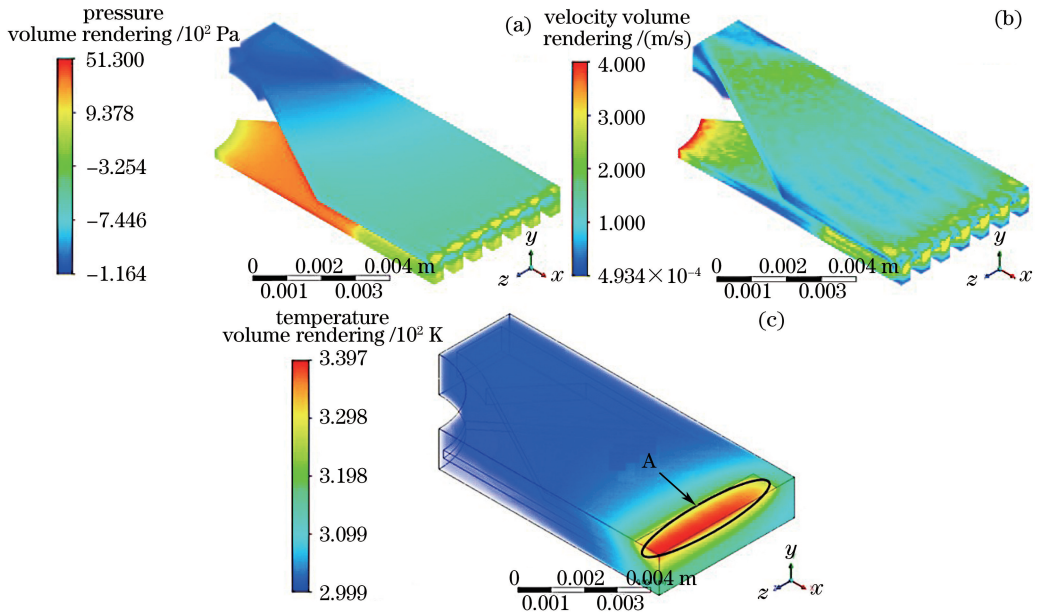 pressure
volume rendering /10² Pa
(a)
51.300
9.378
−3.254
−7.446
−1.164
0 0.002 0.004 m
0.001 0.003
y
z x
velocity volume
rendering /(m/s)
(b)
4.000
3.000
2.000
1.000
4.934×10⁻⁴
0 0.002 0.004 m
0.001 0.003
y
z x
temperature
volume rendering /10² K
(c)
3.397
3.298
3.198
3.099
2.999
A
0 0.002 0.004 m
0.001 0.003
y
z x